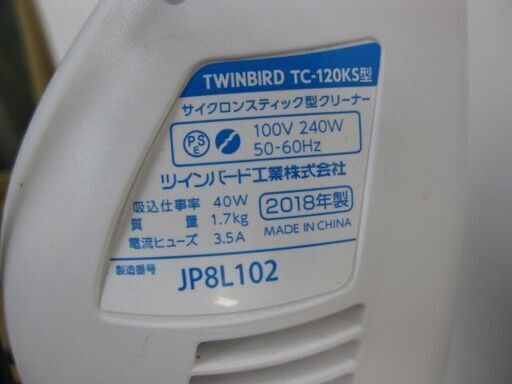 TWINBIRD TC-120KS型
サイクロンスティック型クリーナー
PSE 100V 240W
50-60Hz
ツインバード工業株式会社
吸込仕事率 40W
質量 1.7kg
電流ヒューズ 3.5A
2018年製
MADE IN CHINA
製造番号 JP8L102